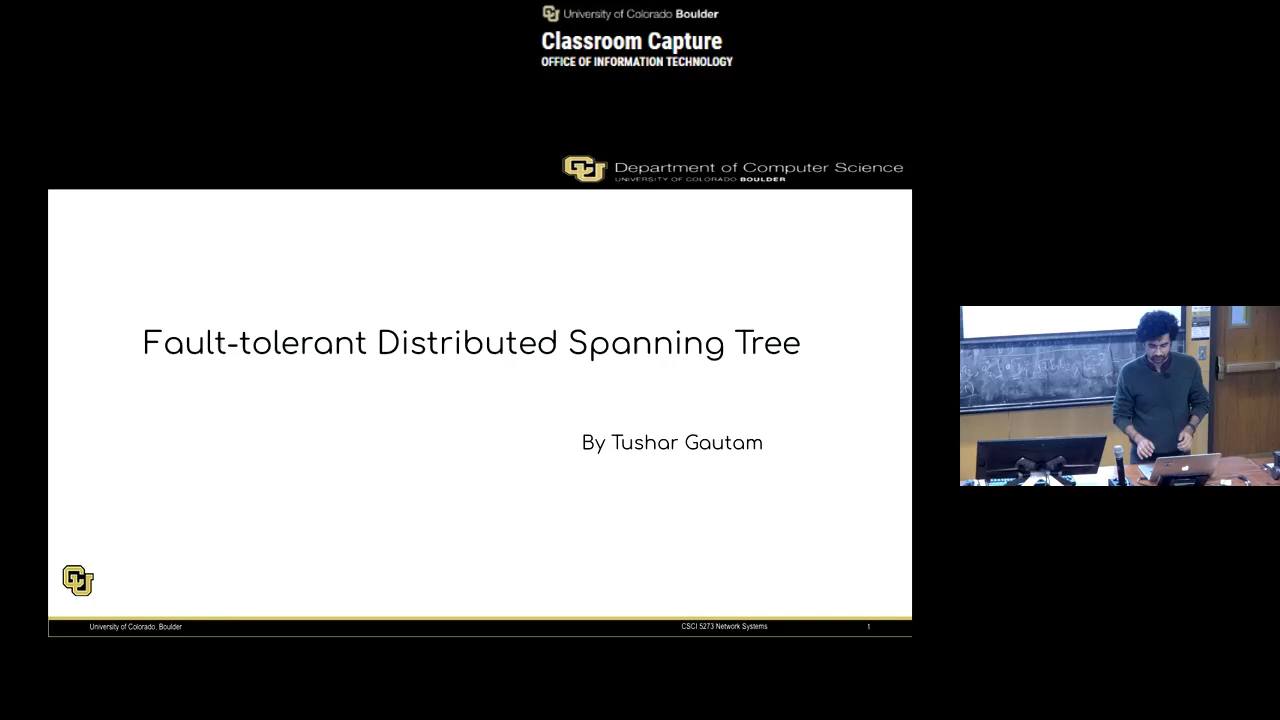 University of Colorado Boulder
Classroom Capture
OFFICE OF INFORMATION TECHNOLOGY
Department of Computer Science
UNIVERSITY OF COLORADO BOULDER
Fault-tolerant Distributed Spanning Tree
By Tushar Gautam
University of Colorado, Boulder
CSCI 5273 Network Systems
1